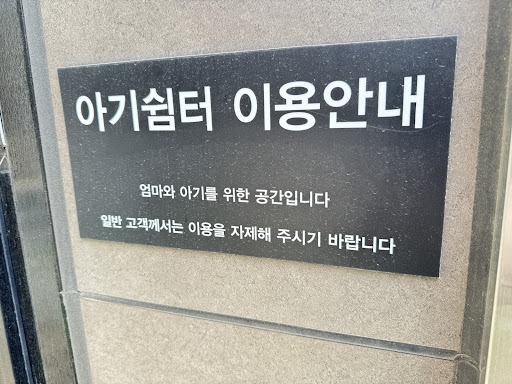 아기쉼터 이용안내
엄마와 아기를 위한 공간입니다
일반 고객께서는 이용을 자제해 주시기 바랍니다